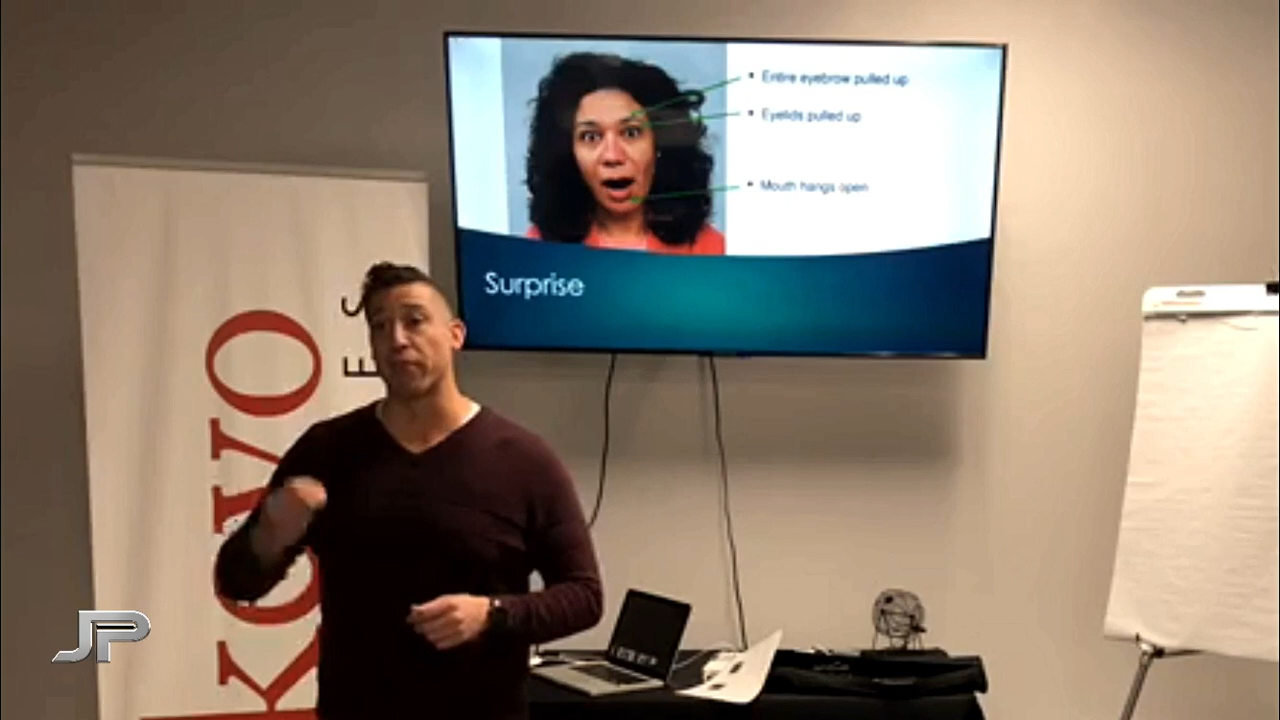 Entire eyebrow pulled up
Eyelids pulled up
Mouth hangs open
Surprise
JP